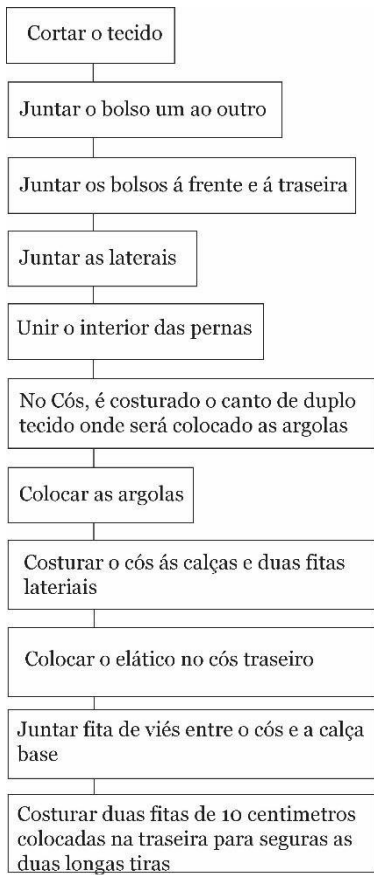 Cortar o tecido
Juntar o bolso um ao outro
Juntar os bolsos á frente e á traseira
Juntar as laterais
Unir o interior das pernas
No Cós, é costurado o canto de duplo
tecido onde será colocado as argolas
Colocar as argolas
Costurar o cós ás calças e duas fitas
lateriais
Colocar o elático no cós traseiro
Juntar fita de viés entre o cós e a calça
base
Costurar duas fitas de 10 centimetros
colocadas na traseira para seguras as
duas longas tiras